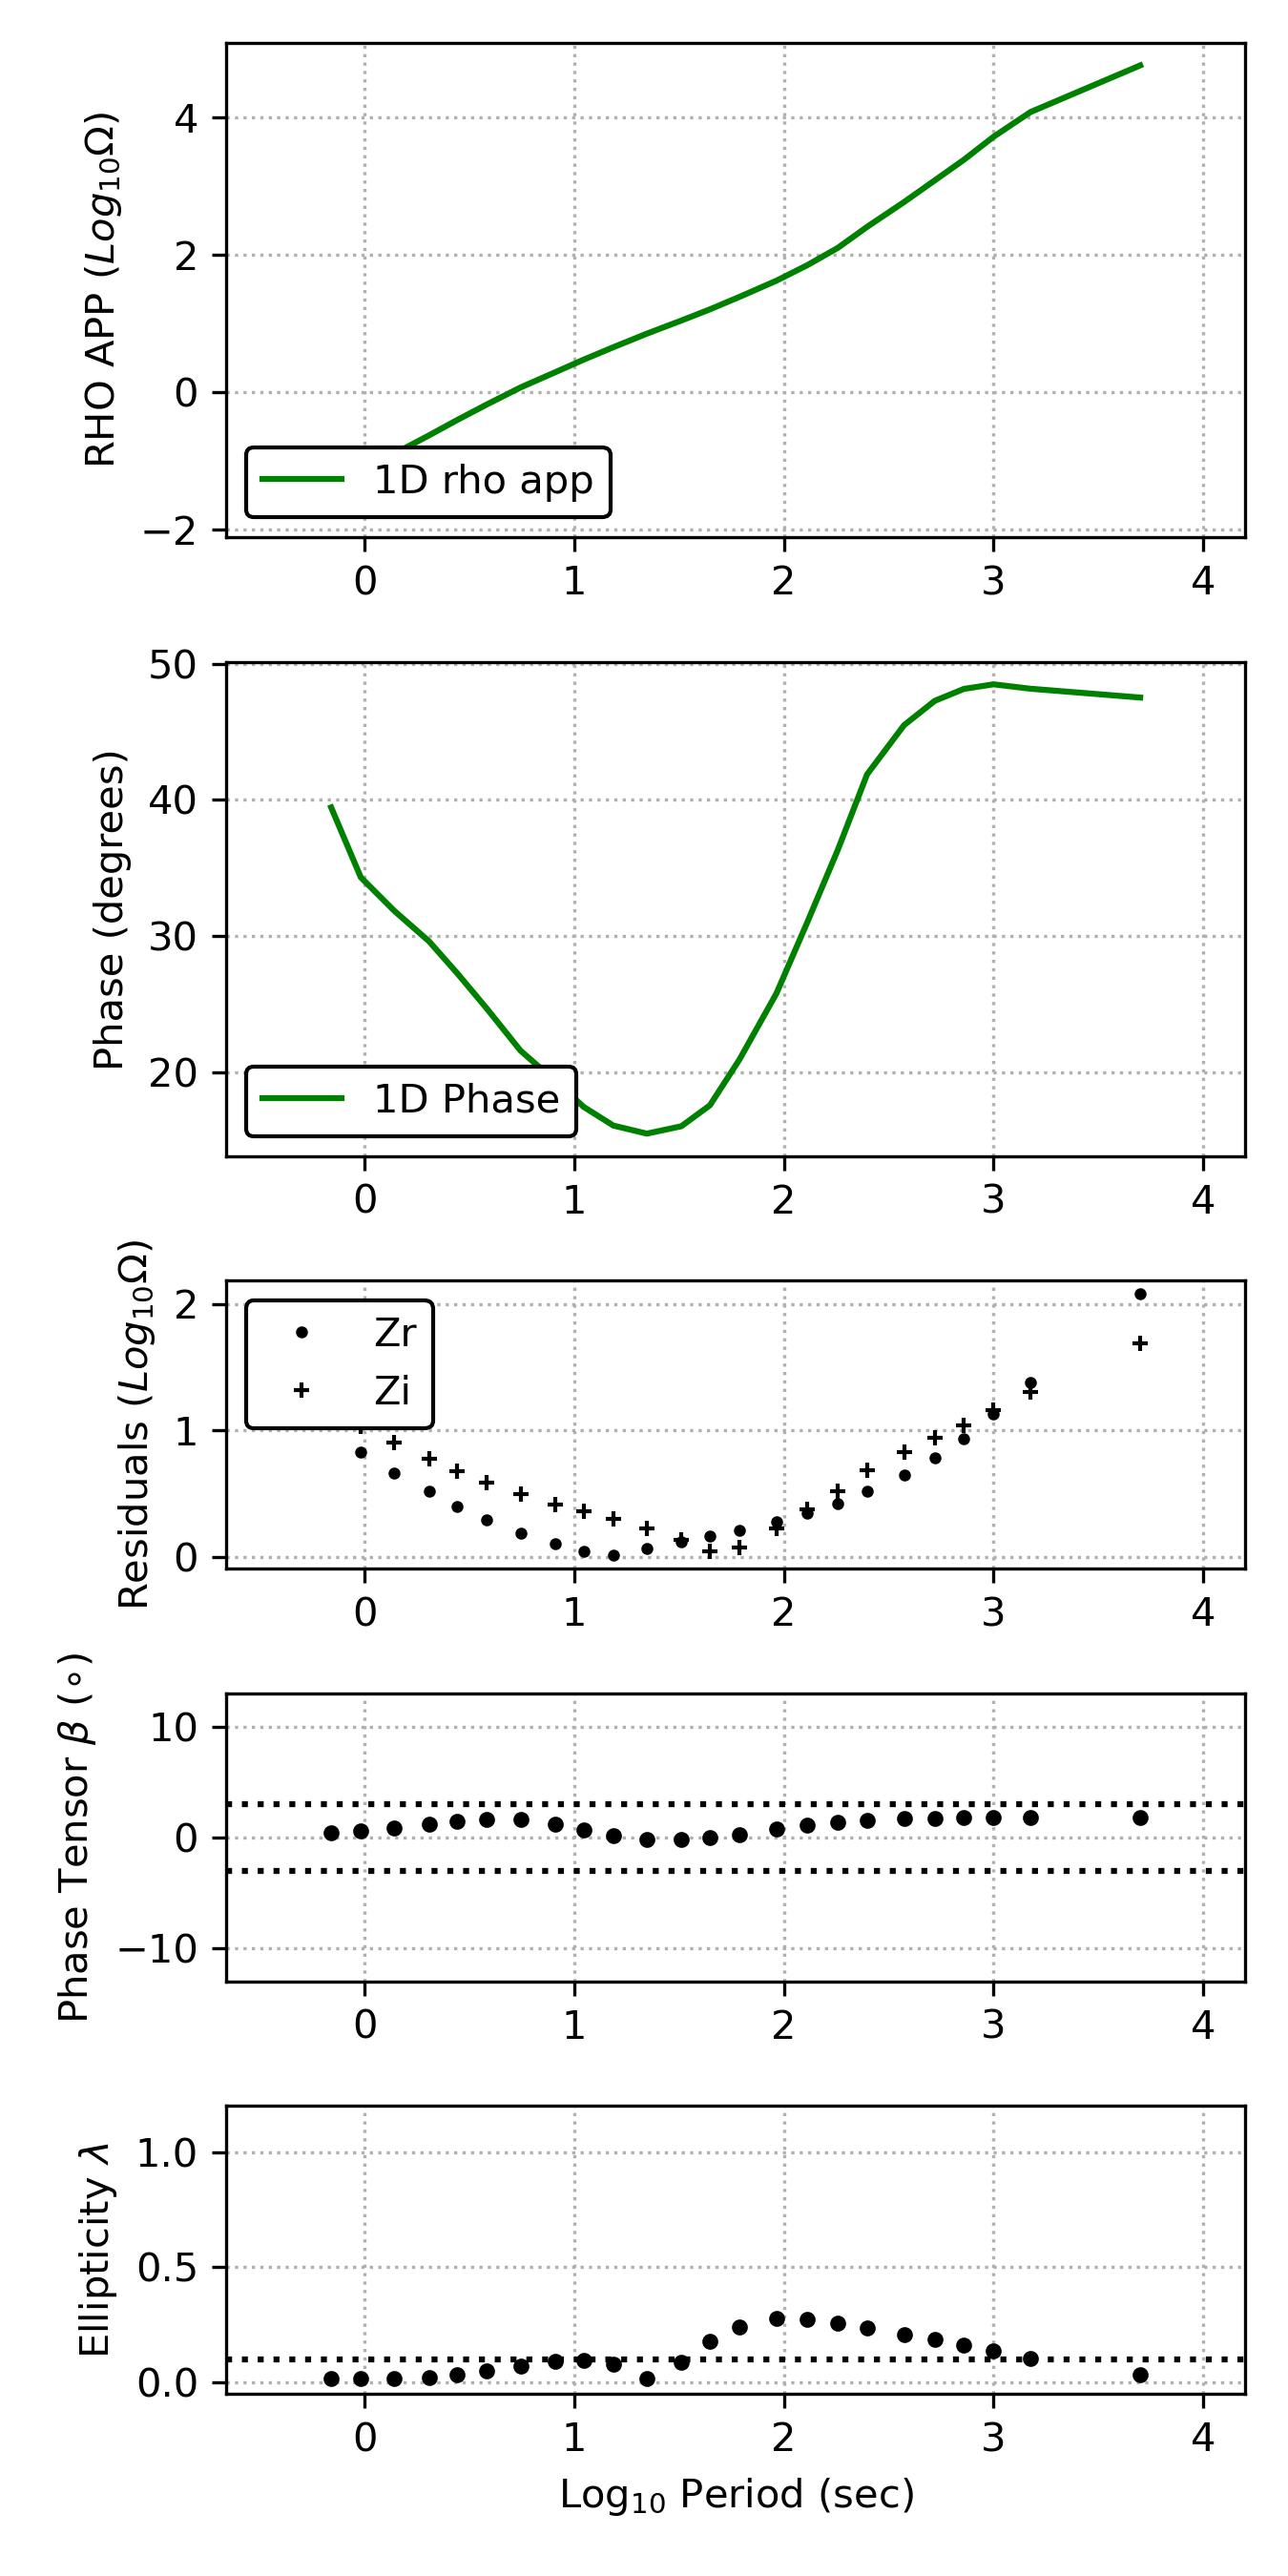 RHO APP (Log₁₀Ω)
4
2
0
−2
1D rho app
0 1 2 3 4
Phase (degrees)
50
40
30
20
1D Phase
0 1 2 3 4
Residuals (Log₁₀Ω)
2
1
0
Zr
Zi
0 1 2 3 4
Phase Tensor β (∘)
10
0
−10
0 1 2 3 4
Ellipticity λ
1.0
0.5
0.0
0 1 2 3 4
Log₁₀ Period (sec)